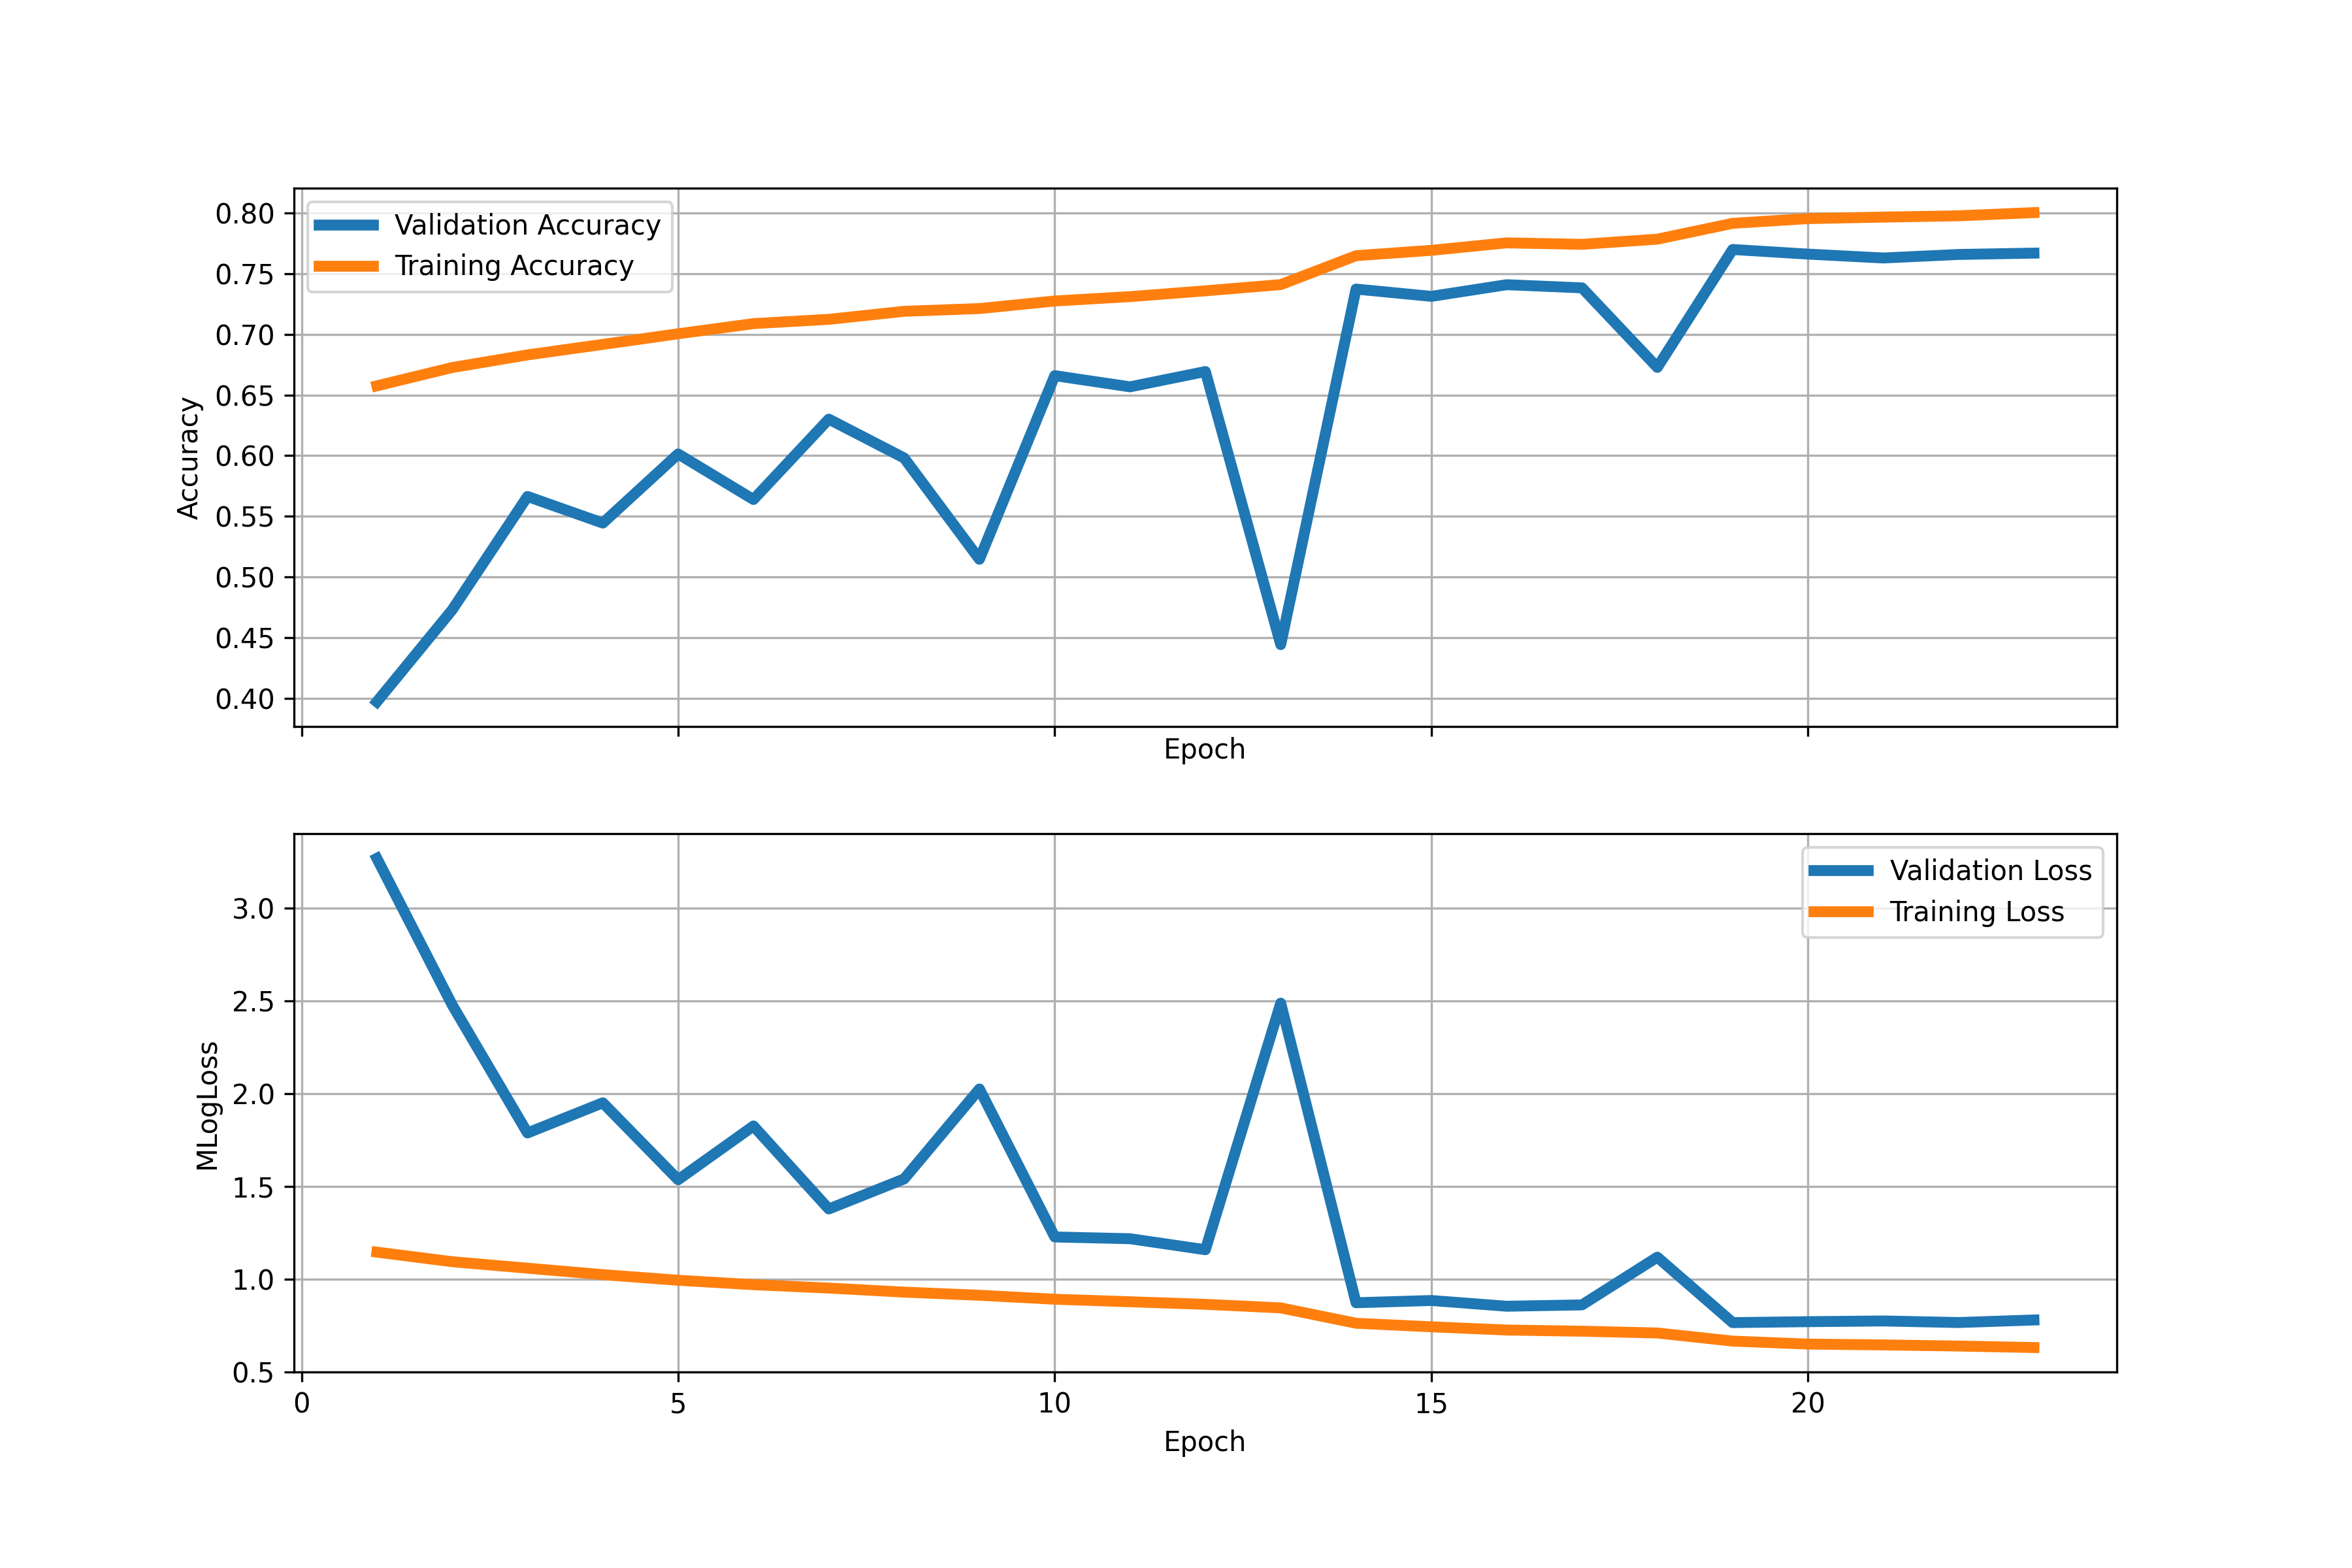 Validation Accuracy
Training Accuracy
0.80
0.75
0.70
0.65
0.60
0.55
0.50
0.45
0.40
Accuracy
Epoch
Validation Loss
Training Loss
3.0
2.5
2.0
1.5
1.0
0.5
MLogLoss
0 5 10 15 20
Epoch